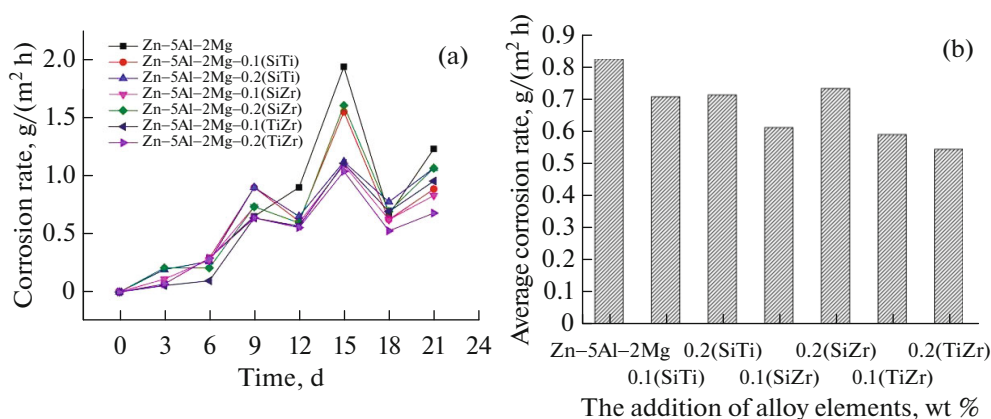 (a)
Zn–5Al–2Mg
Zn–5Al–2Mg–0.1(SiTi)
Zn–5Al–2Mg–0.2(SiTi)
Zn–5Al–2Mg–0.1(SiZr)
Zn–5Al–2Mg–0.2(SiZr)
Zn–5Al–2Mg–0.1(TiZr)
Zn–5Al–2Mg–0.2(TiZr)
Corrosion rate, g/(m² h)
2.0
1.5
1.0
0.5
0
0 3 6 9 12 15 18 21 24
Time, d
(b)
Average corrosion rate, g/(m² h)
0.9
0.8
0.7
0.6
0.5
0.4
0.3
0.2
0.1
0
Zn–5Al–2Mg 0.2(SiTi) 0.2(SiZr) 0.2(TiZr)
0.1(SiTi) 0.1(SiZr) 0.1(TiZr)
The addition of alloy elements, wt %